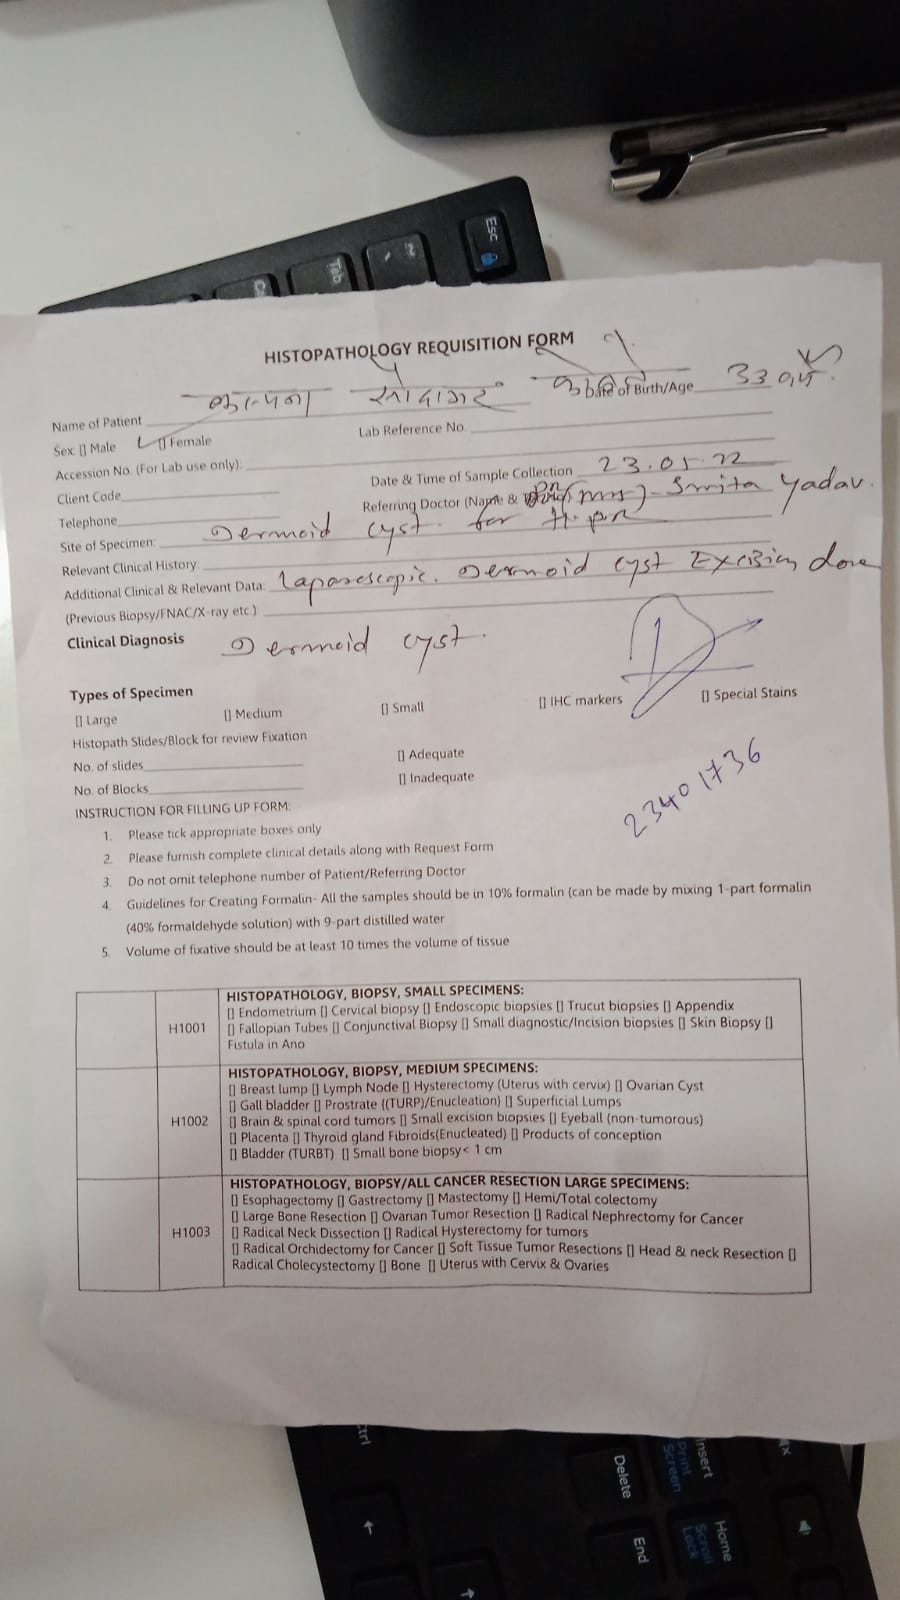 Esc
Tab
HISTOPATHOLOGY REQUISITION FORM
Name of Patient कल्पना Date of Birth/Age 33 वर्ष
Sex: [] Male [] Female Lab Reference No.
Accession No. (For Lab use only):
Client Code Date & Time of Sample Collection 23.05.22
Telephone Referring Doctor (Name & (mrs) Smita Yadav.
Site of Specimen: Dermoid cyst for H.P.R
Relevant Clinical History:
Additional Clinical & Relevant Data: Laparoscopic. Dermoid cyst Excision done
(Previous Biopsy/FNAC/X-ray etc.)
Clinical Diagnosis Dermoid cyst.
Types of Specimen
[] Large [] Medium [] Small [] IHC markers [] Special Stains
Histopath Slides/Block for review Fixation
No. of slides [] Adequate
No. of Blocks [] Inadequate
23401736
INSTRUCTION FOR FILLING UP FORM:
1. Please tick appropriate boxes only
2. Please furnish complete clinical details along with Request Form
3. Do not omit telephone number of Patient/Referring Doctor
4. Guidelines for Creating Formalin- All the samples should be in 10% formalin (can be made by mixing 1-part formalin
(40% formaldehyde solution) with 9-part distilled water
5. Volume of fixative should be at least 10 times the volume of tissue
HISTOPATHOLOGY, BIOPSY, SMALL SPECIMENS:
[] Endometrium [] Cervical biopsy [] Endoscopic biopsies [] Trucut biopsies [] Appendix
H1001 [] Fallopian Tubes [] Conjunctival Biopsy [] Small diagnostic/Incision biopsies [] Skin Biopsy []
Fistula in Ano
HISTOPATHOLOGY, BIOPSY, MEDIUM SPECIMENS:
[] Breast lump [] Lymph Node [] Hysterectomy (Uterus with cervix) [] Ovarian Cyst
[] Gall bladder [] Prostrate ((TURP)/Enucleation) [] Superficial Lumps
H1002 [] Brain & spinal cord tumors [] Small excision biopsies [] Eyeball (non-tumorous)
[] Placenta [] Thyroid gland Fibroids(Enucleated) [] Products of conception
[] Bladder (TURBT) [] Small bone biopsy< 1 cm
HISTOPATHOLOGY, BIOPSY/ALL CANCER RESECTION LARGE SPECIMENS:
[] Esophagectomy [] Gastrectomy [] Mastectomy [] Hemi/Total colectomy
[] Large Bone Resection [] Ovarian Tumor Resection [] Radical Nephrectomy for Cancer
H1003 [] Radical Neck Dissection [] Radical Hysterectomy for tumors
[] Radical Orchidectomy for Cancer [] Soft Tissue Tumor Resections [] Head & neck Resection []
Radical Cholecystectomy [] Bone [] Uterus with Cervix & Ovaries
Ctrl
Delete
End
Insert
Print
Screen
Home
Scroll
Lock